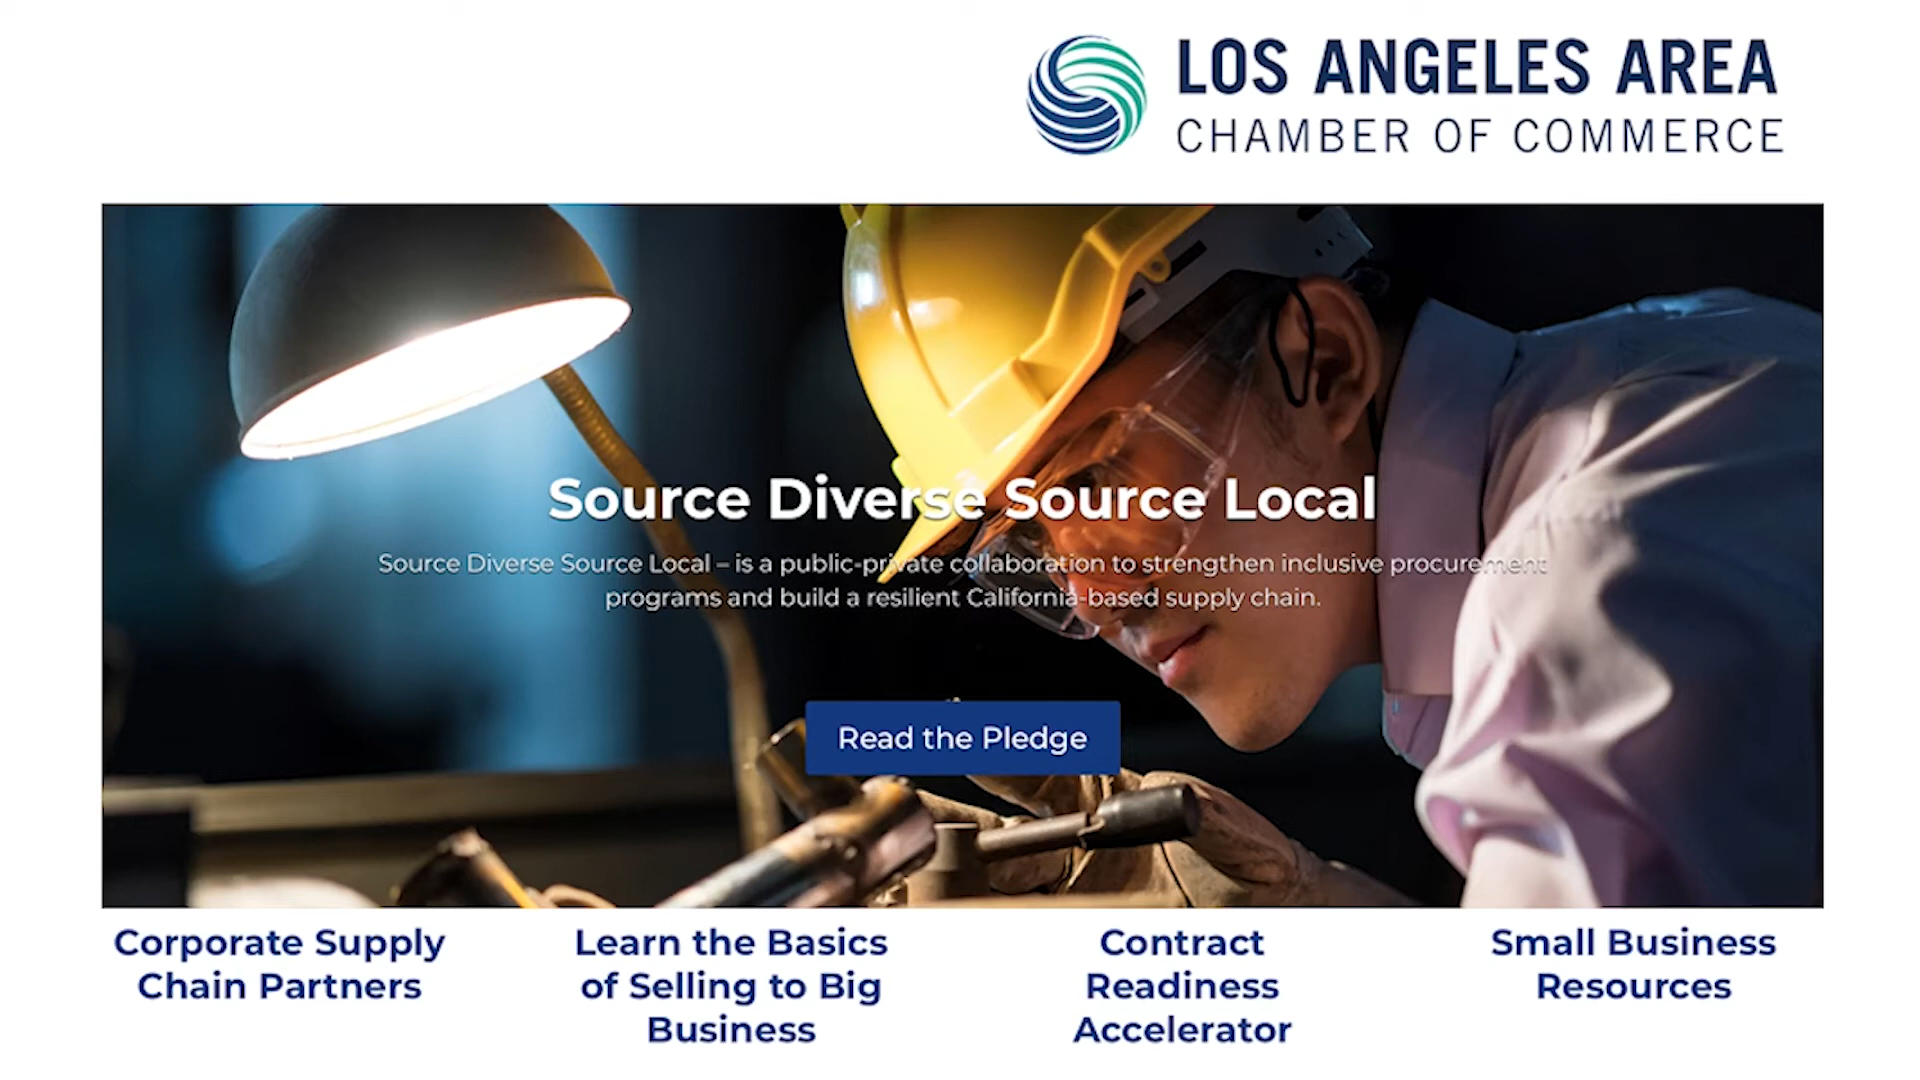 LOS ANGELES AREA
CHAMBER OF COMMERCE
Source Diverse Source Local
Source Diverse Source Local – is a public-private collaboration to strengthen inclusive procurement
programs and build a resilient California-based supply chain.
Read the Pledge
Corporate Supply
Chain Partners
Learn the Basics
of Selling to Big
Business
Contract
Readiness
Accelerator
Small Business
Resources